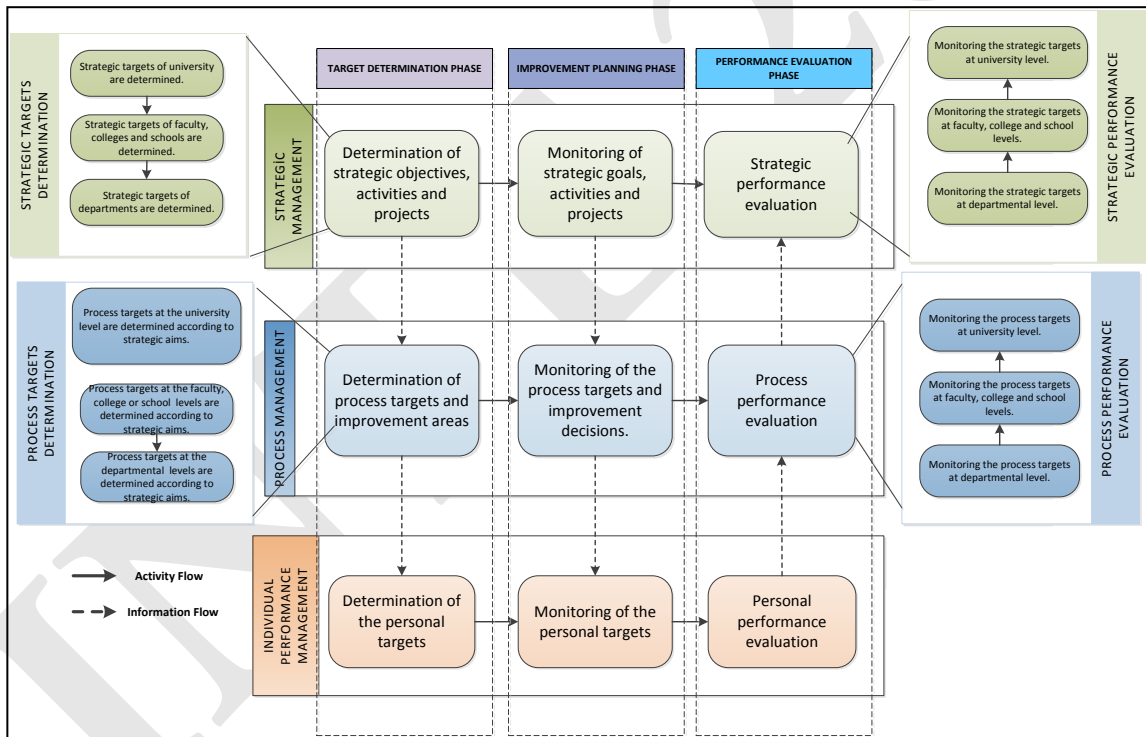 STRATEGIC TARGETS
DETERMINATION
Strategic targets of university
are determined.
Strategic targets of faculty,
colleges and schools are
determined.
Strategic targets of
departments are determined.
TARGET DETERMINATION PHASE
IMPROVEMENT PLANNING PHASE
PERFORMANCE EVALUATION
PHASE
Monitoring the strategic targets
at university level.
Monitoring the strategic targets
at faculty, college and school
levels.
Monitoring the strategic targets
at departmental level.
STRATEGIC PERFORMANCE
EVALUATION
STRATEGİC
MANAGEMENT
Determination of
strategic objectives,
activities and
projects
Monitoring of
strategic goals,
activities and
projects
Strategic
performance
evaluation
PROCESS TARGETS
DETERMINATION
Process targets at the university
level are determined according to
strategic aims.
Process targets at the faculty,
college or school levels are
determined according to
strategic aims.
Process targets at the
departmental levels are
determined according to
strategic aims.
PROCESS MANAGEMENT
Determination of
process targets and
improvement areas
Monitoring of the
process targets and
improvement
decisions.
Process
performance
evaluation
Monitoring the process targets
at university level.
Monitoring the process targets
at faculty, college and school
levels.
Monitoring the process targets
at departmental level.
PROCESS PERFORMANCE
EVALUATION
Activity Flow
Information Flow
INDIVIDUAL
PERFORMANCE
MANAGEMENT
Determination of
the personal
targets
Monitoring of
the personal targets
Personal
performance
evaluation